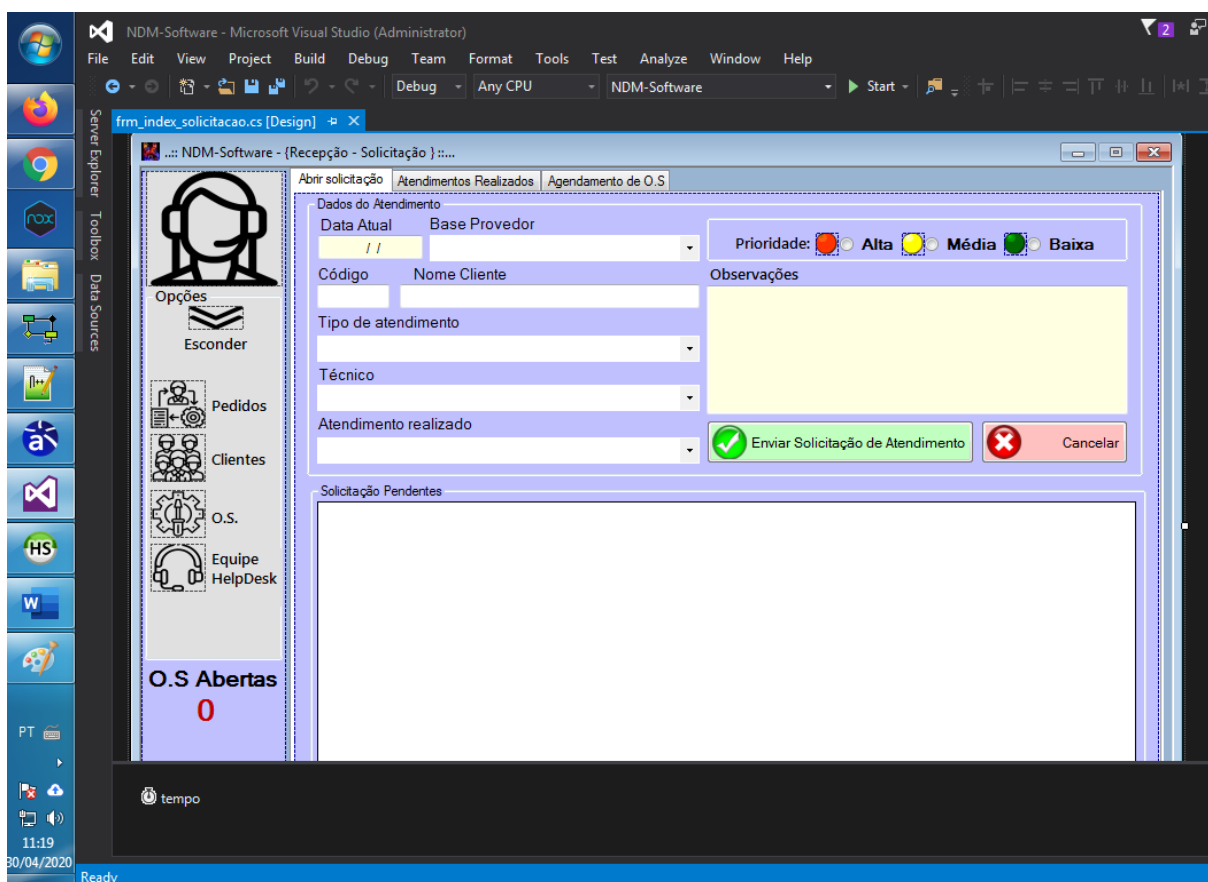 NDM-Software - Microsoft Visual Studio (Administrator)
2
File Edit View Project Build Debug Team Format Tools Test Analyze Window Help
Debug Any CPU NDM-Software Start
Server Explorer
Toolbox
Data Sources
frm_index_solicitacao.cs [Design]
..:: NDM-Software - {Recepção - Solicitação } ::...
Abrir solicitação Atendimentos Realizados Agendamento de O.S
Dados do Atendimento
Data Atual Base Provedor
/ /
Prioridade: Alta Média Baixa
Código Nome Cliente
Observações
Tipo de atendimento
Técnico
Atendimento realizado
Enviar Solicitação de Atendimento Cancelar
Solicitação Pendentes
Opções
Esconder
Pedidos
Clientes
O.S.
Equipe
HelpDesk
O.S Abertas
0
tempo
Ready
nox
n++
a
HS
W
PT
11:19
30/04/2020